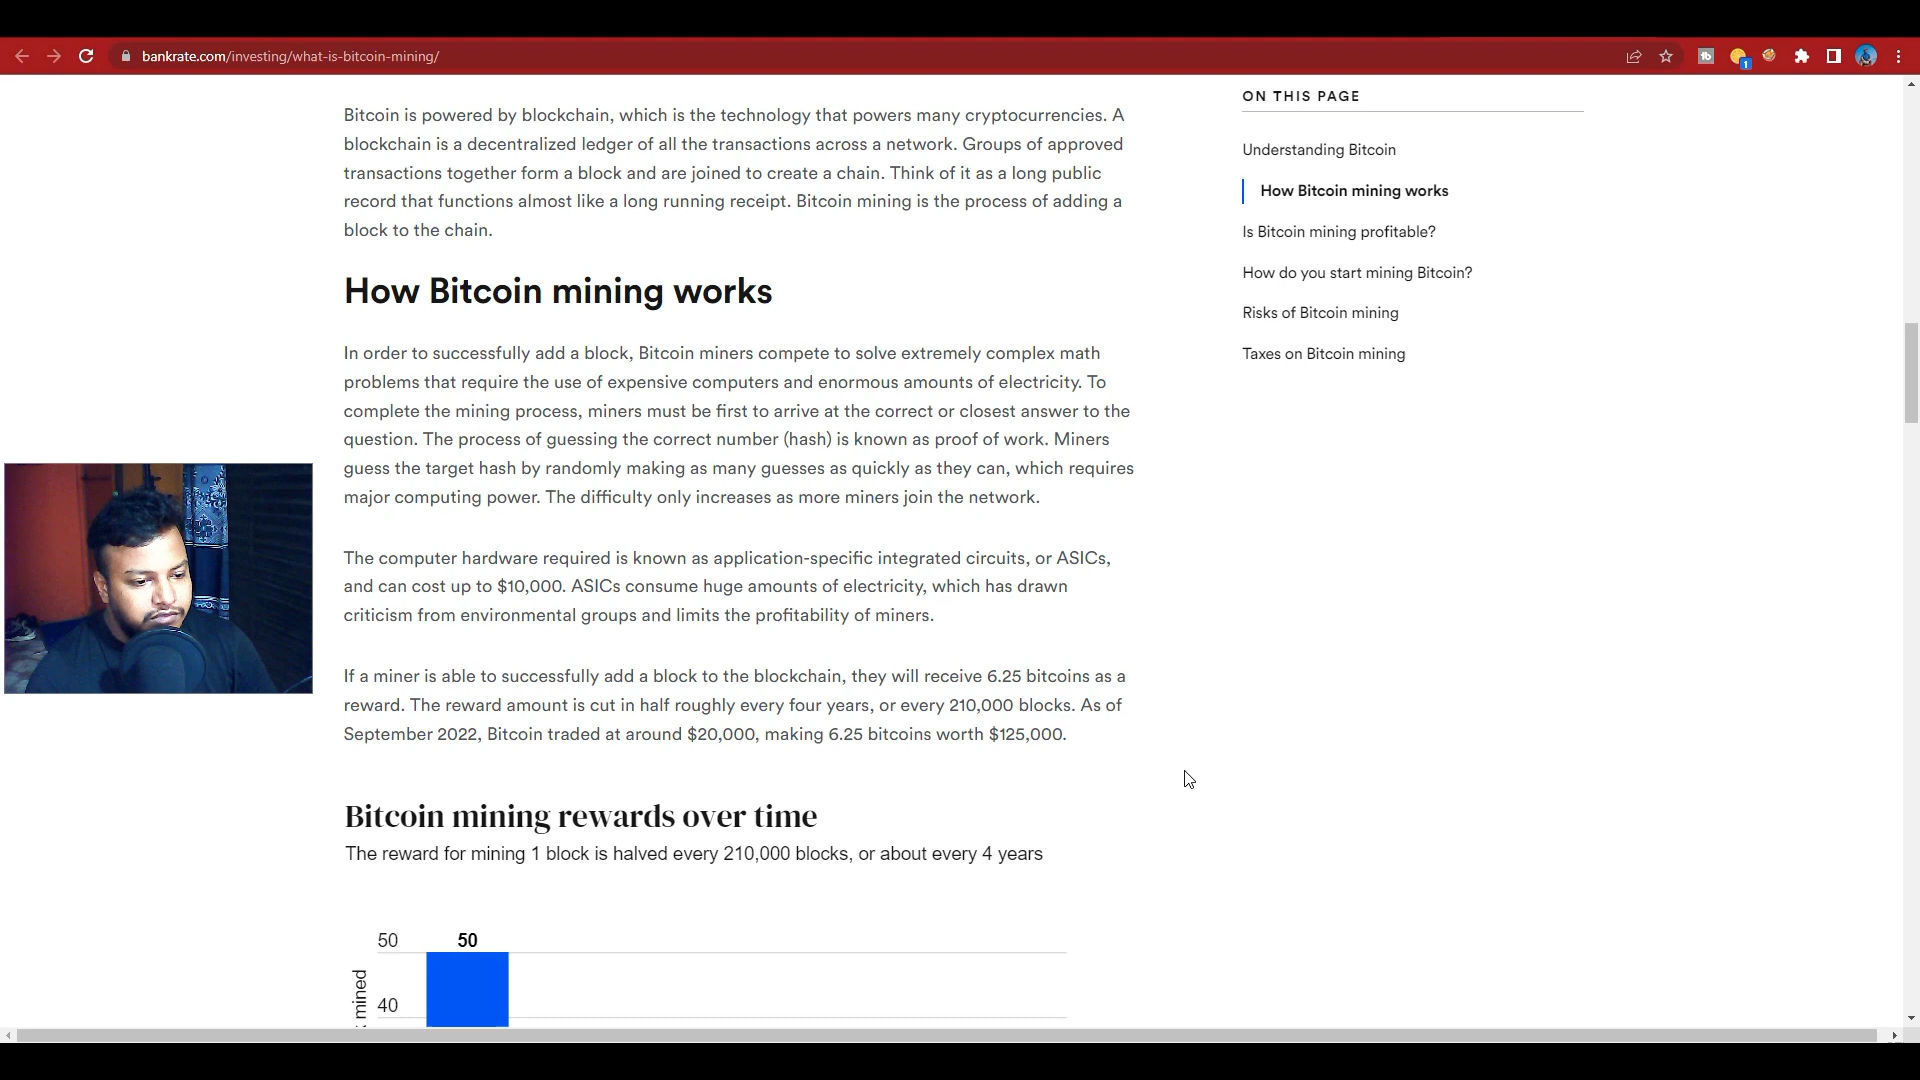 bankrate.com/investing/what-is-bitcoin-mining/
1
Bitcoin is powered by blockchain, which is the technology that powers many cryptocurrencies. A
blockchain is a decentralized ledger of all the transactions across a network. Groups of approved
transactions together form a block and are joined to create a chain. Think of it as a long public
record that functions almost like a long running receipt. Bitcoin mining is the process of adding a
block to the chain.
How Bitcoin mining works
In order to successfully add a block, Bitcoin miners compete to solve extremely complex math
problems that require the use of expensive computers and enormous amounts of electricity. To
complete the mining process, miners must be first to arrive at the correct or closest answer to the
question. The process of guessing the correct number (hash) is known as proof of work. Miners
guess the target hash by randomly making as many guesses as quickly as they can, which requires
major computing power. The difficulty only increases as more miners join the network.
The computer hardware required is known as application-specific integrated circuits, or ASICs,
and can cost up to $10,000. ASICs consume huge amounts of electricity, which has drawn
criticism from environmental groups and limits the profitability of miners.
If a miner is able to successfully add a block to the blockchain, they will receive 6.25 bitcoins as a
reward. The reward amount is cut in half roughly every four years, or every 210,000 blocks. As of
September 2022, Bitcoin traded at around $20,000, making 6.25 bitcoins worth $125,000.
Bitcoin mining rewards over time
The reward for mining 1 block is halved every 210,000 blocks, or about every 4 years
50
50
40
mined
ON THIS PAGE
Understanding Bitcoin
How Bitcoin mining works
Is Bitcoin mining profitable?
How do you start mining Bitcoin?
Risks of Bitcoin mining
Taxes on Bitcoin mining